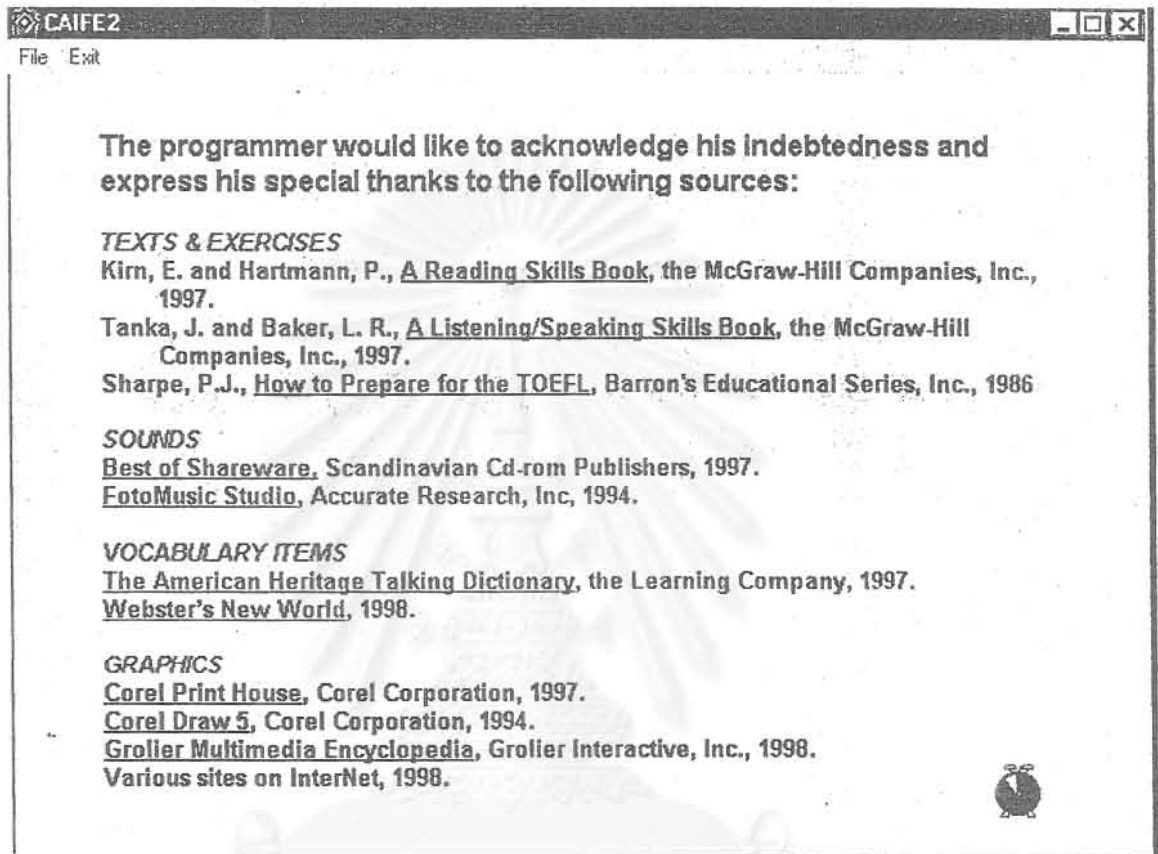 CAIFE2
File Exit
The programmer would like to acknowledge his indebtedness and
express his special thanks to the following sources:
TEXTS & EXERCISES
Kirn, E. and Hartmann, P., A Reading Skills Book, the McGraw-Hill Companies, Inc.,
1997.
Tanka, J. and Baker, L. R., A Listening/Speaking Skills Book, the McGraw-Hill
Companies, Inc., 1997.
Sharpe, P.J., How to Prepare for the TOEFL, Barron's Educational Series, Inc., 1986
SOUNDS
Best of Shareware, Scandinavian Cd-rom Publishers, 1997.
FotoMusic Studio, Accurate Research, Inc, 1994.
VOCABULARY ITEMS
The American Heritage Talking Dictionary, the Learning Company, 1997.
Webster's New World, 1998.
GRAPHICS
Corel Print House, Corel Corporation, 1997.
Corel Draw 5, Corel Corporation, 1994.
Grolier Multimedia Encyclopedia, Grolier Interactive, Inc., 1998.
Various sites on InterNet, 1998.